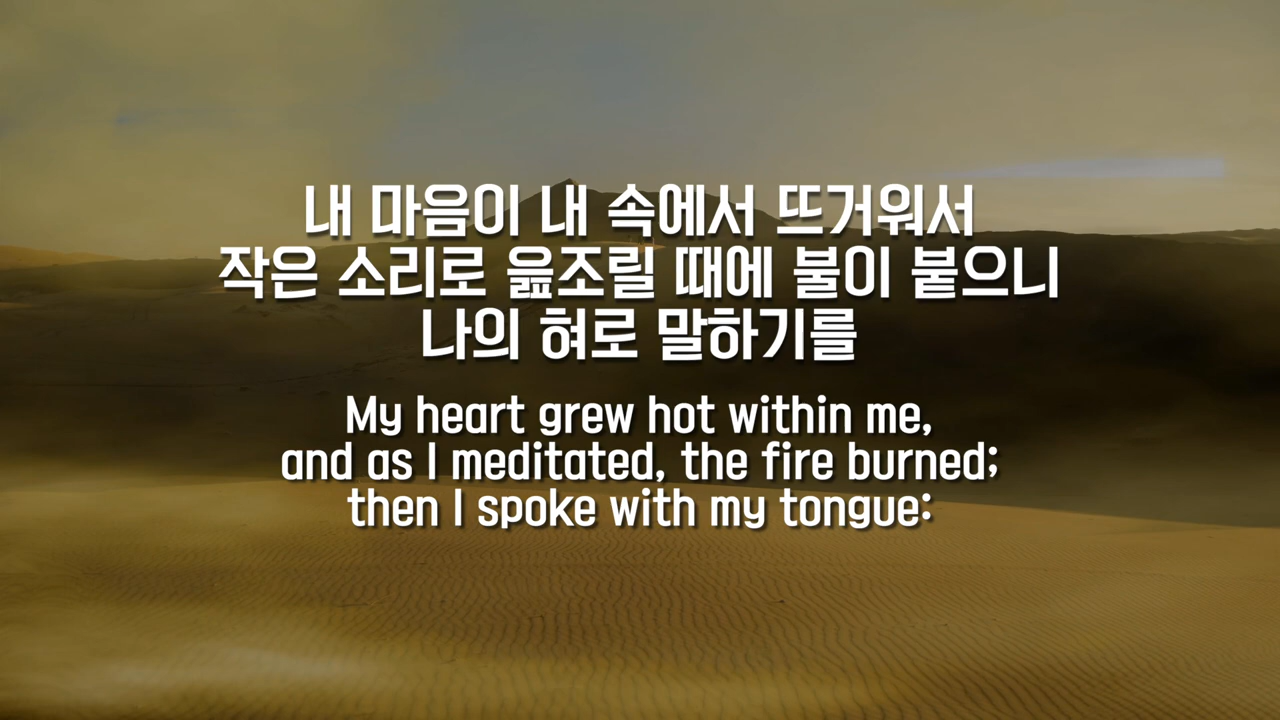 내 마음이 내 속에서 뜨거워서
작은 소리로 읊조릴 때에 불이 붙으니
나의 혀로 말하기를
My heart grew hot within me,
and as I meditated, the fire burned;
then I spoke with my tongue: